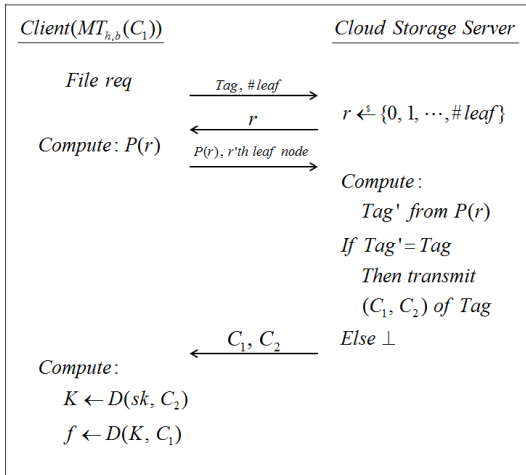 Client(MT_{h,b}(C_1)) Cloud Storage Server
File req
Tag, #leaf
r
r ←^$ {0, 1, ⋯, #leaf}
Compute : P(r)
P(r), r'th leaf node
Compute :
Tag' from P(r)
If Tag' = Tag
Then transmit
(C_1, C_2) of Tag
C_1, C_2
Else ⊥
Compute :
K ← D(sk, C_2)
f ← D(K, C_1)